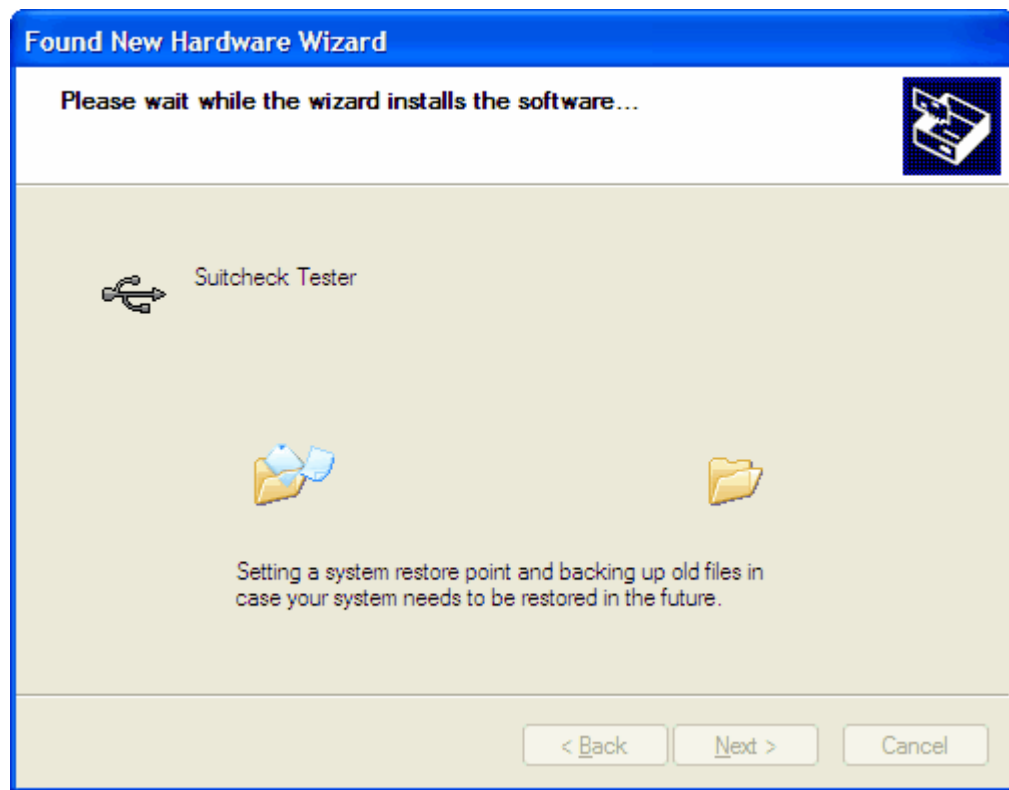 Found New Hardware Wizard
Please wait while the wizard installs the software...
Suitcheck Tester
Setting a system restore point and backing up old files in
case your system needs to be restored in the future.
< Back Next > Cancel